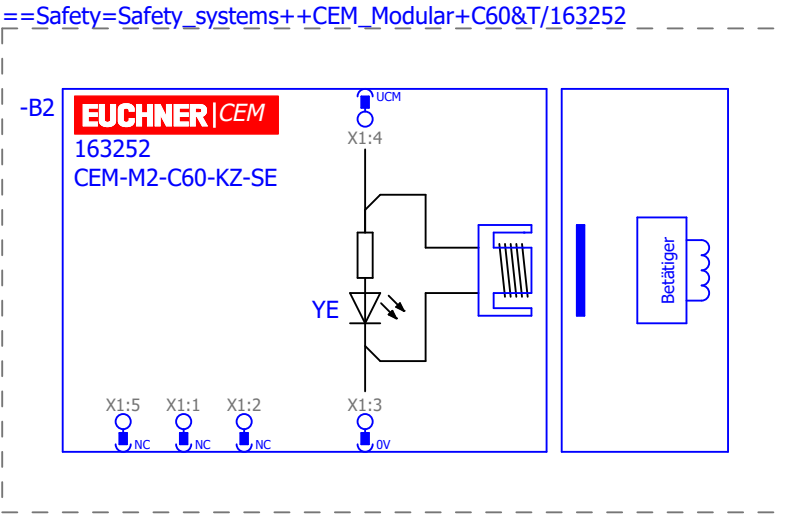 ==Safety=Safety_systems++CEM_Modular+C60&T/163252
-B2
EUCHNER|CEM
163252
CEM-M2-C60-KZ-SE
UCM
X1:4
YE
Betätiger
X1:5 X1:1 X1:2 X1:3
NC NC NC 0V